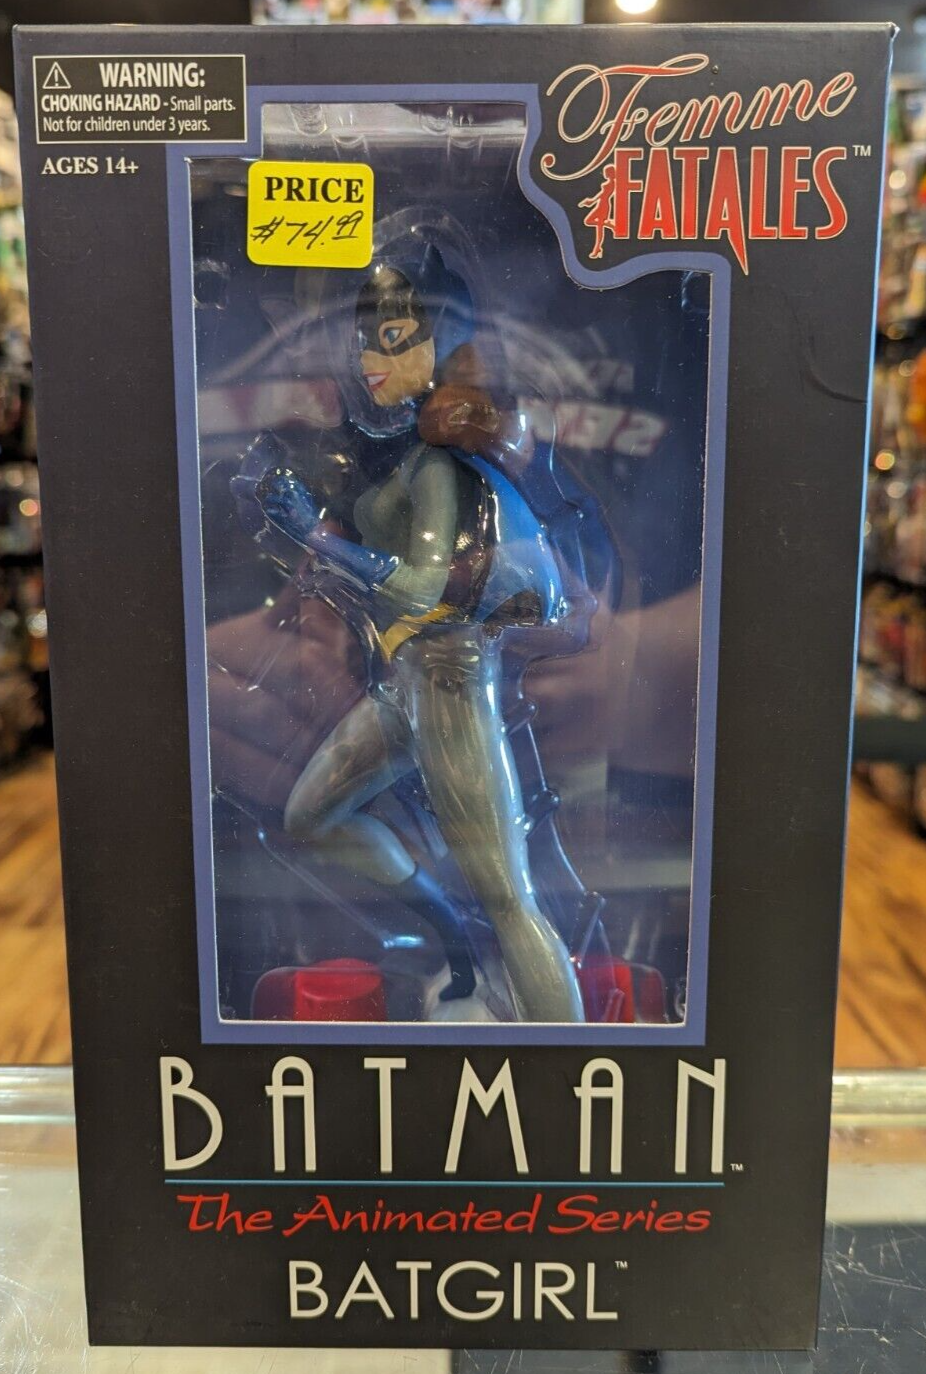 WARNING:
CHOKING HAZARD - Small parts.
Not for children under 3 years.
AGES 14+
PRICE
$74.99
Femme
FATALES™
BATMAN™
The Animated Series
BATGIRL™